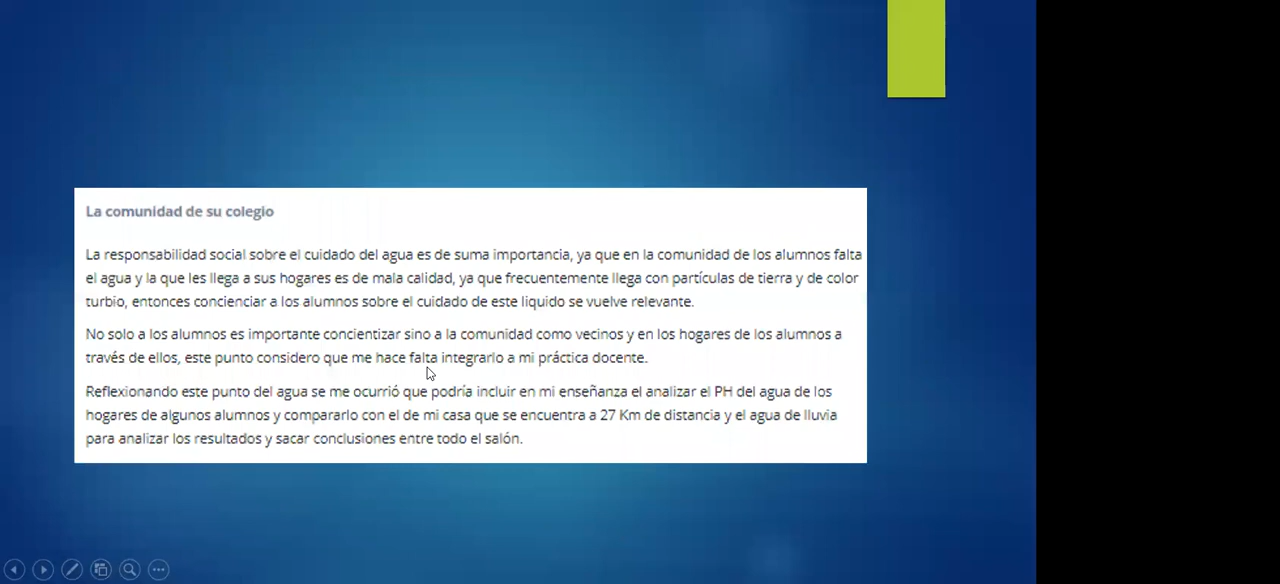 La comunidad de su colegio
La responsabilidad social sobre el cuidado del agua es de suma importancia, ya que en la comunidad de los alumnos falta
el agua y la que les llega a sus hogares es de mala calidad, ya que frecuentemente llega con partículas de tierra y de color
turbio, entonces concienciar a los alumnos sobre el cuidado de este liquido se vuelve relevante.
No solo a los alumnos es importante concientizar sino a la comunidad como vecinos y en los hogares de los alumnos a
través de ellos, este punto considero que me hace falta integrarlo a mi práctica docente.
Reflexionando este punto del agua se me ocurrió que podría incluir en mi enseñanza el analizar el PH del agua de los
hogares de algunos alumnos y compararlo con el de mi casa que se encuentra a 27 Km de distancia y el agua de lluvia
para analizar los resultados y sacar conclusiones entre todo el salón.